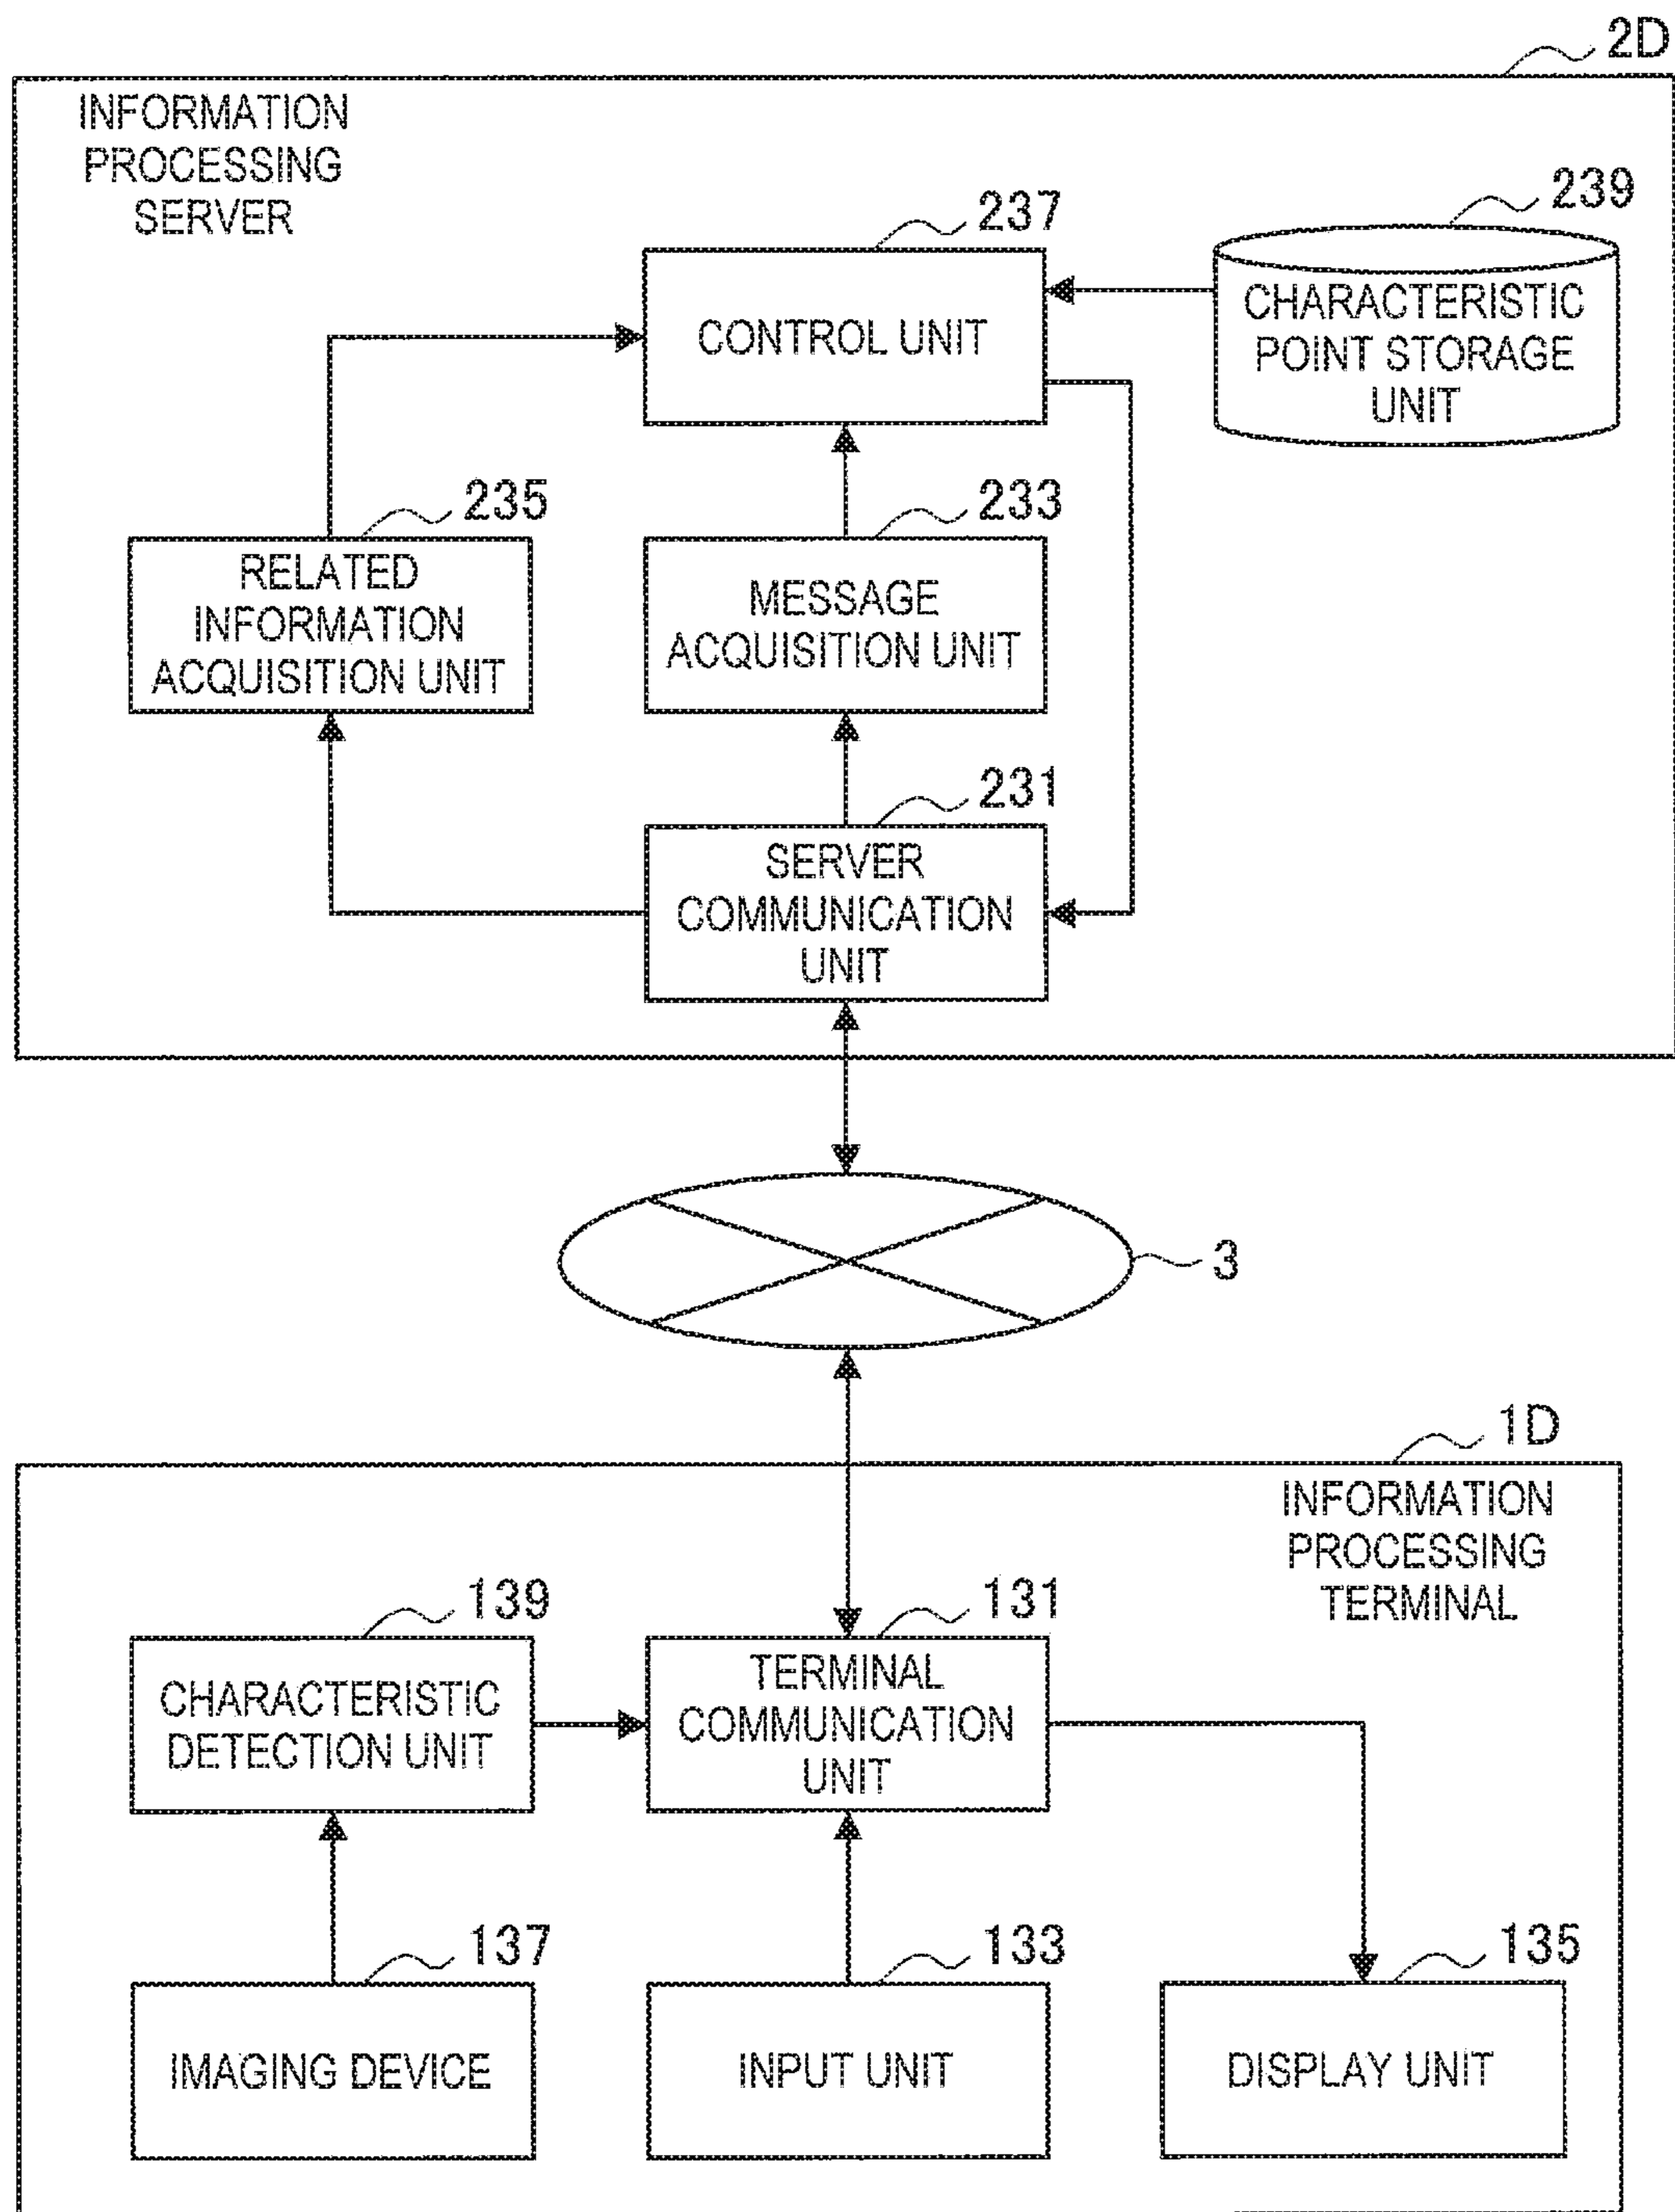 2D
INFORMATION
PROCESSING
SERVER
237
239
CONTROL UNIT
CHARACTERISTIC
POINT STORAGE
UNIT
235
233
RELATED
INFORMATION
ACQUISITION UNIT
MESSAGE
ACQUISITION UNIT
231
SERVER
COMMUNICATION
UNIT
3
1D
INFORMATION
PROCESSING
TERMINAL
139
131
CHARACTERISTIC
DETECTION UNIT
TERMINAL
COMMUNICATION
UNIT
137
133
135
IMAGING DEVICE
INPUT UNIT
DISPLAY UNIT